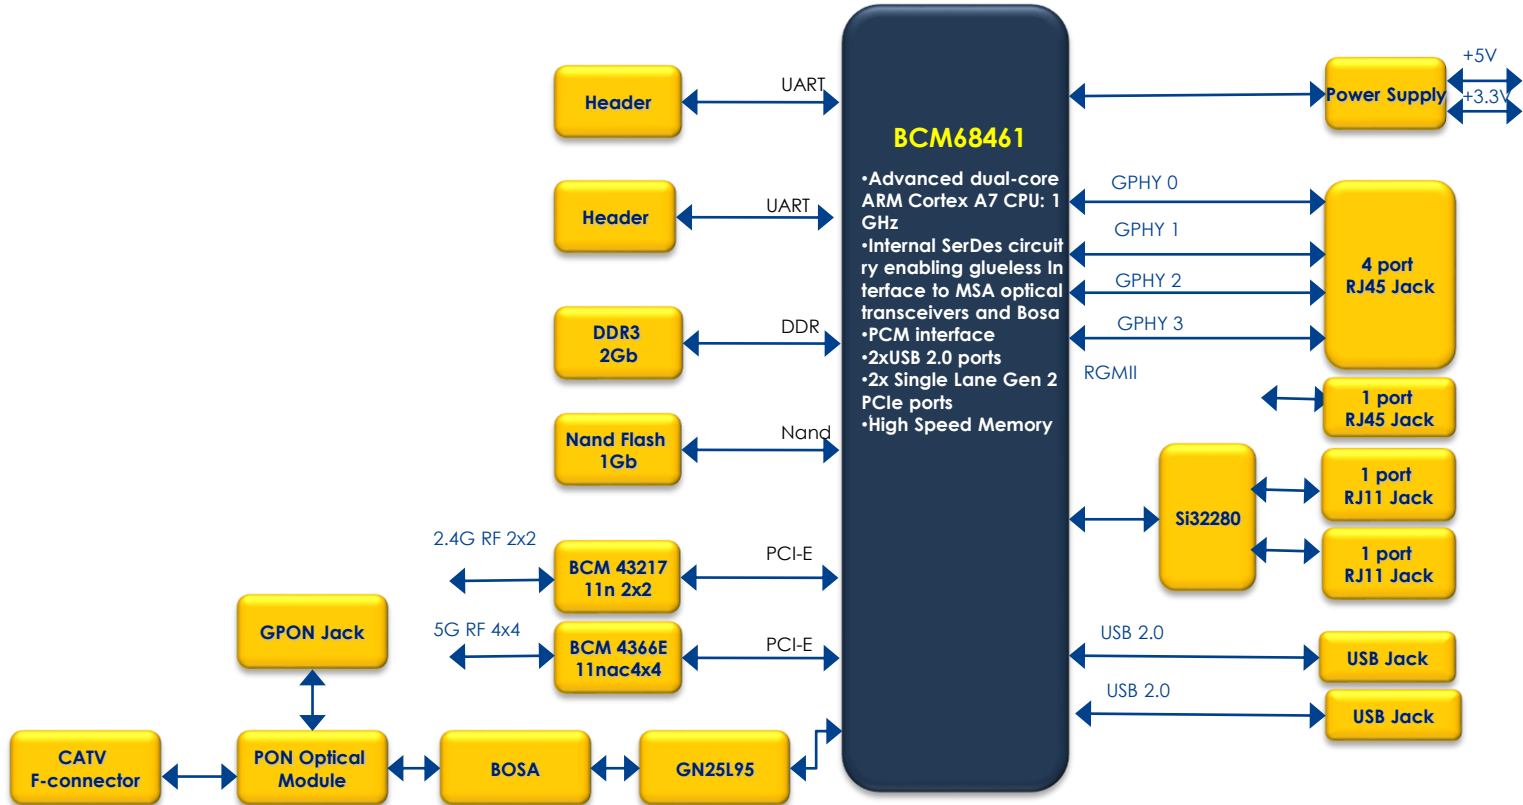 UART
Header
UART
Header
DDR
DDR3
2Gb
Nand
Nand Flash
1Gb
2.4G RF 2x2
PCI-E
BCM 43217
11n 2x2
5G RF 4x4
PCI-E
BCM 4366E
11nac4x4
GPON Jack
CATV
F-connector
PON Optical
Module
BOSA
GN25L95
BCM68461
•Advanced dual-core
ARM Cortex A7 CPU: 1
GHz
•Internal SerDes circuit
ry enabling glueless In
terface to MSA optical
transceivers and Bosa
•PCM interface
•2xUSB 2.0 ports
•2x Single Lane Gen 2
PCIe ports
•High Speed Memory
+5V
Power Supply
+3.3V
GPHY 0
GPHY 1
GPHY 2
GPHY 3
4 port
RJ45 Jack
RGMII
1 port
RJ45 Jack
Si32280
1 port
RJ11 Jack
1 port
RJ11 Jack
USB 2.0
USB Jack
USB 2.0
USB Jack